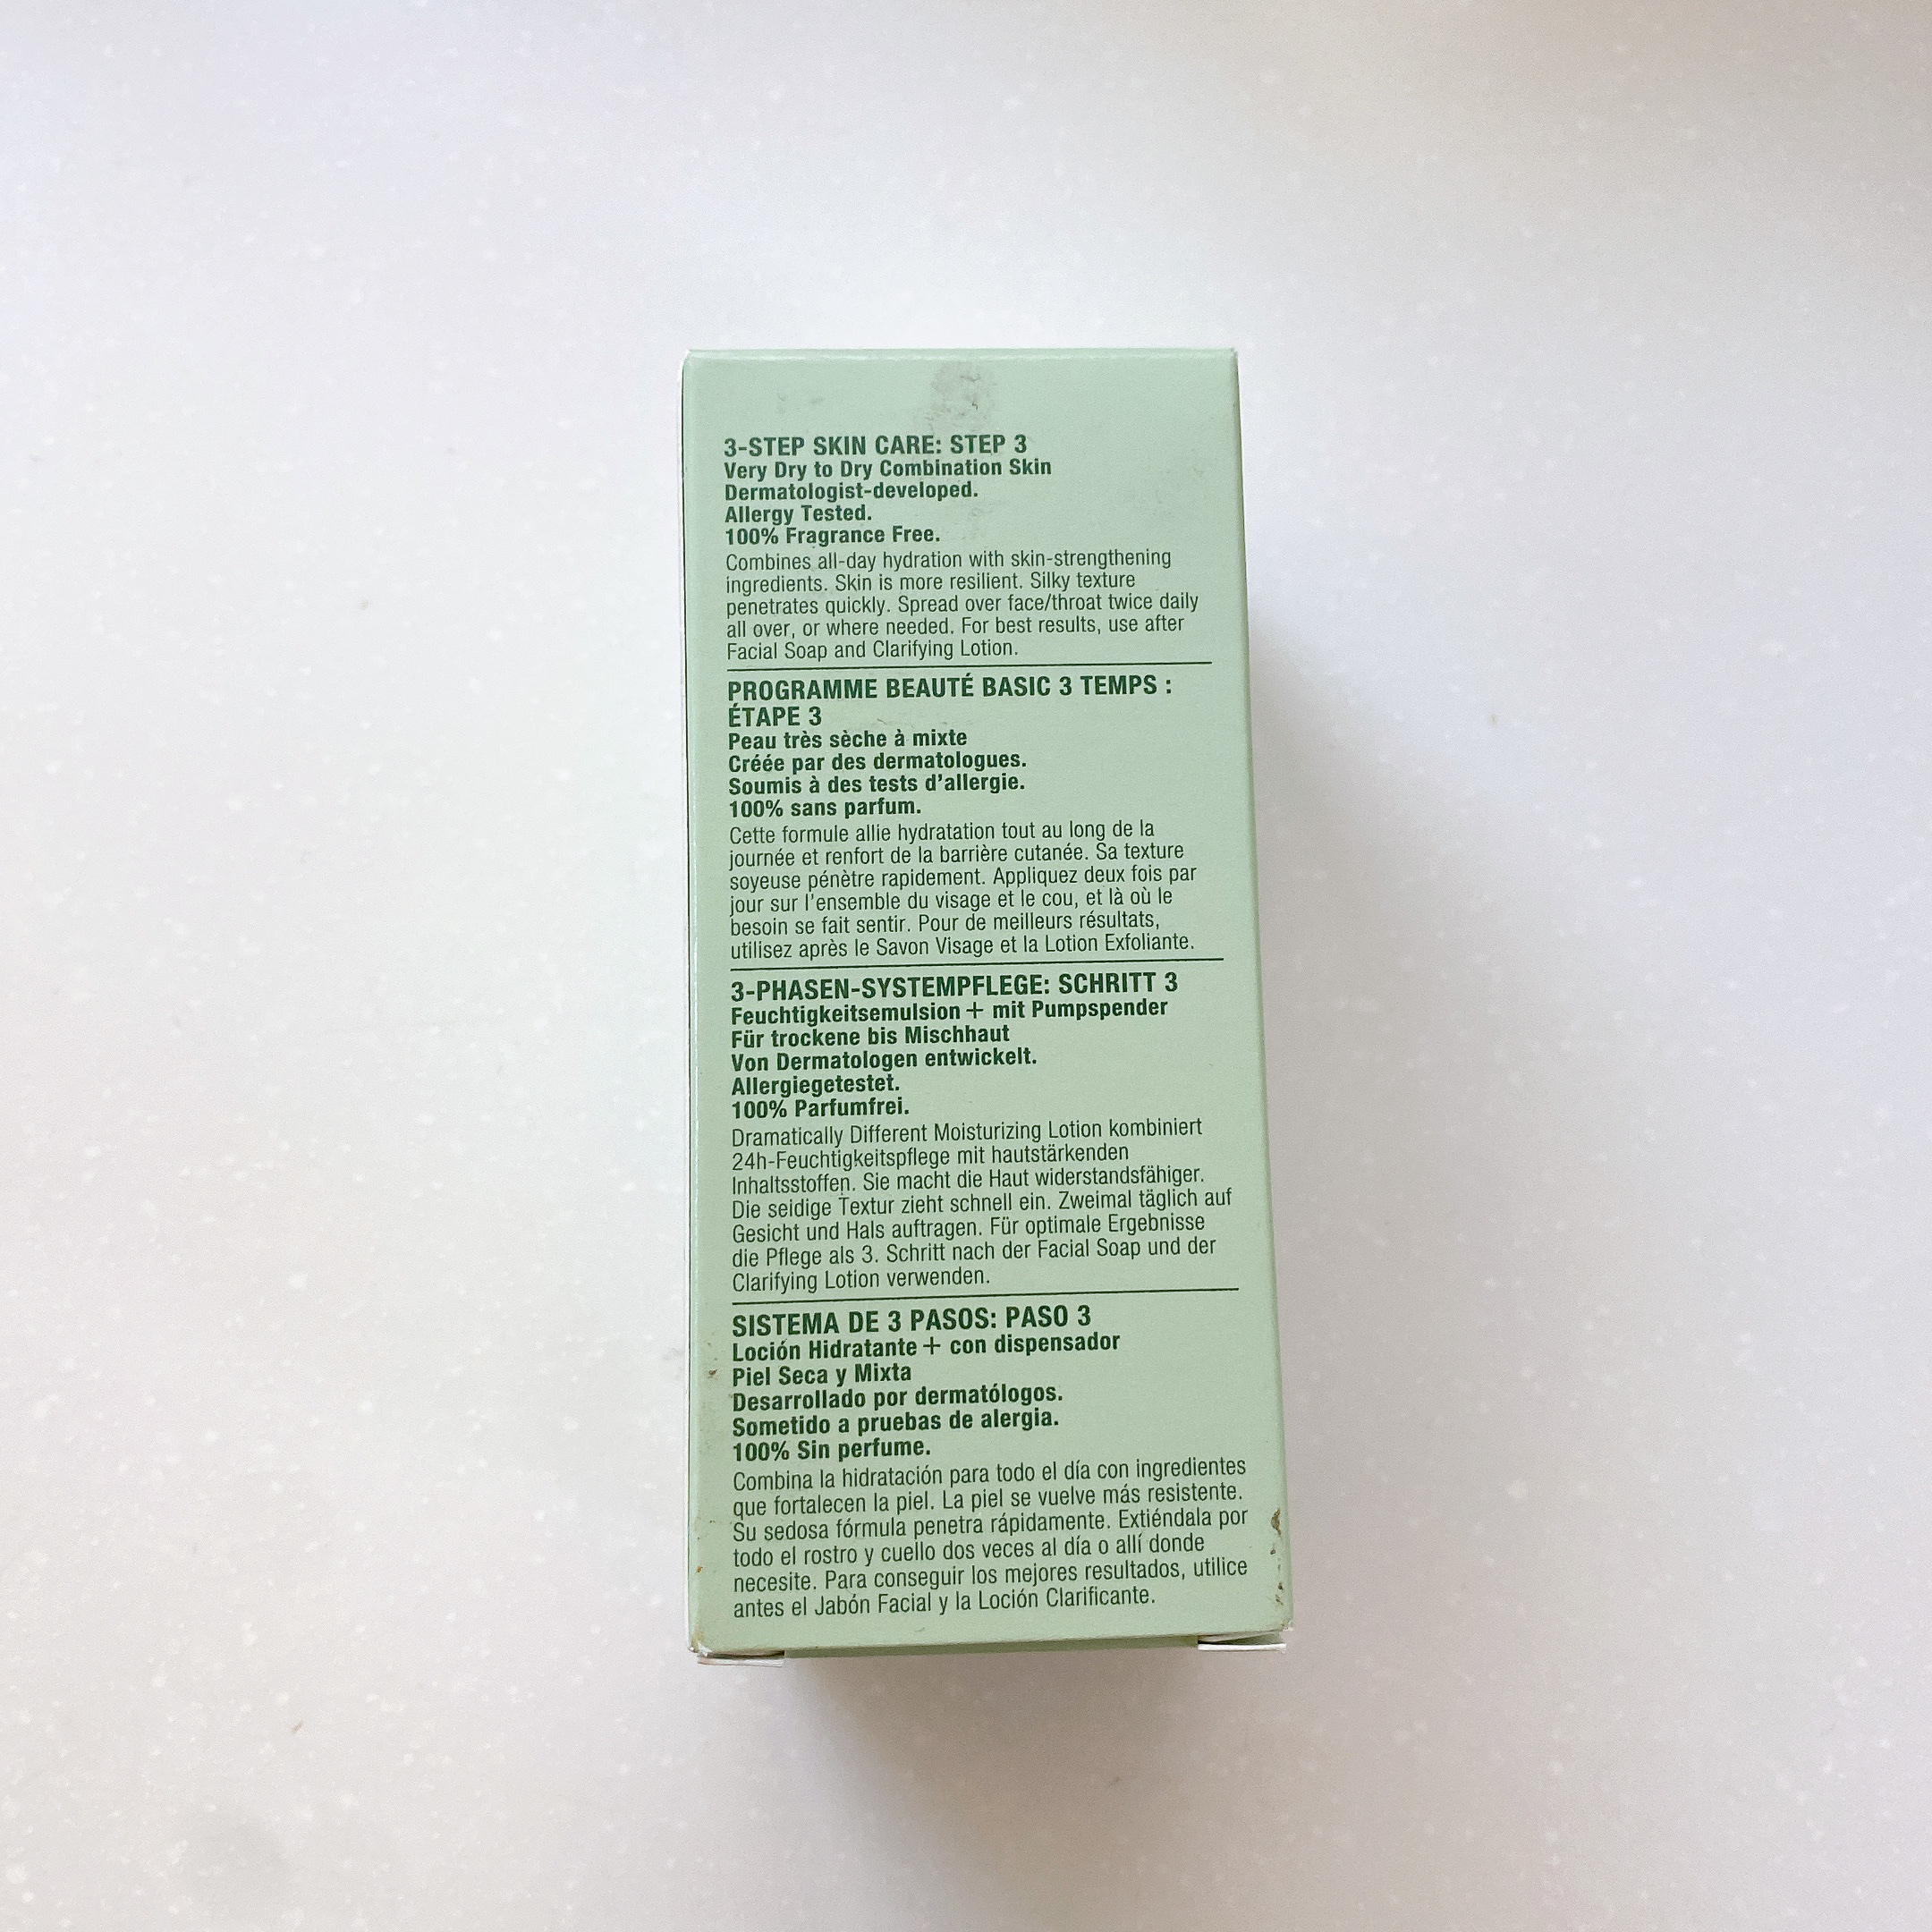 3-STEP SKIN CARE: STEP 3
Very Dry to Dry Combination Skin
Dermatologist-developed.
Allergy Tested.
100% Fragrance Free.
Combines all-day hydration with skin-strengthening
ingredients. Skin is more resilient. Silky texture
penetrates quickly. Spread over face/throat twice daily
all over, or where needed. For best results, use after
Facial Soap and Clarifying Lotion.
PROGRAMME BEAUTÉ BASIC 3 TEMPS :
ÉTAPE 3
Peau très sèche à mixte
Créée par des dermatologues.
Soumis à des tests d'allergie.
100% sans parfum.
Cette formule allie hydratation tout au long de la
journée et renfort de la barrière cutanée. Sa texture
soyeuse pénètre rapidement. Appliquez deux fois par
jour sur l'ensemble du visage et le cou, et là où le
besoin se fait sentir. Pour de meilleurs résultats,
utilisez après le Savon Visage et la Lotion Exfoliante.
3-PHASEN-SYSTEMPFLEGE: SCHRITT 3
Feuchtigkeitsemulsion + mit Pumpspender
Für trockene bis Mischhaut
Von Dermatologen entwickelt.
Allergiegetestet.
100% Parfumfrei.
Dramatically Different Moisturizing Lotion kombiniert
24h-Feuchtigkeitspflege mit hautstärkenden
Inhaltsstoffen. Sie macht die Haut widerstandsfähiger.
Die seidige Textur zieht schnell ein. Zweimal täglich auf
Gesicht und Hals auftragen. Für optimale Ergebnisse
die Pflege als 3. Schritt nach der Facial Soap und der
Clarifying Lotion verwenden.
SISTEMA DE 3 PASOS: PASO 3
Loción Hidratante + con dispensador
Piel Seca y Mixta
Desarrollado por dermatólogos.
Sometido a pruebas de alergia.
100% Sin perfume.
Combina la hidratación para todo el día con ingredientes
que fortalecen la piel. La piel se vuelve más resistente.
Su sedosa fórmula penetra rápidamente. Extiéndala por
todo el rostro y cuello dos veces al día o allí donde
necesite. Para conseguir los mejores resultados, utilice
antes el Jabón Facial y la Loción Clarificante.